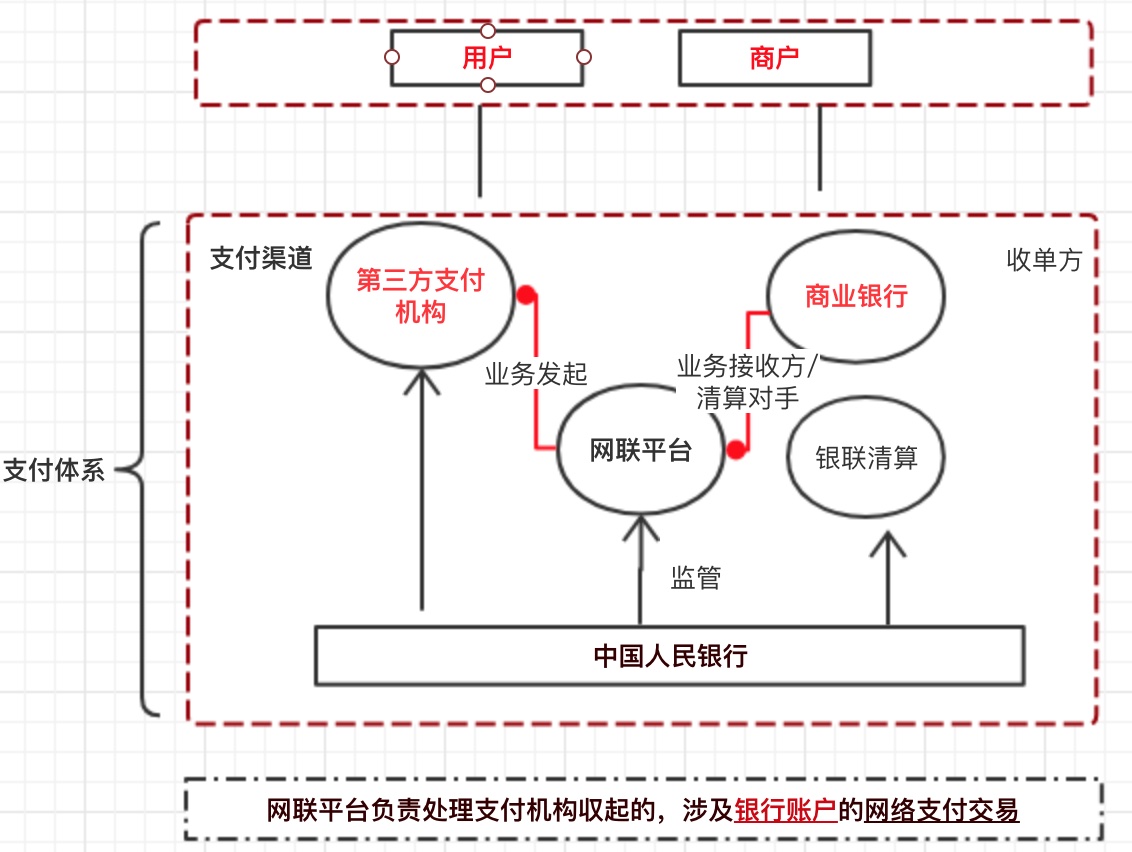 用户
商户
支付渠道
第三方支付
机构
商业银行
收单方
业务发起
业务接收方/
清算对手
网联平台
银联清算
支付体系
监管
中国人民银行
网联平台负责处理支付机构收起的，涉及银行账户的网络支付交易